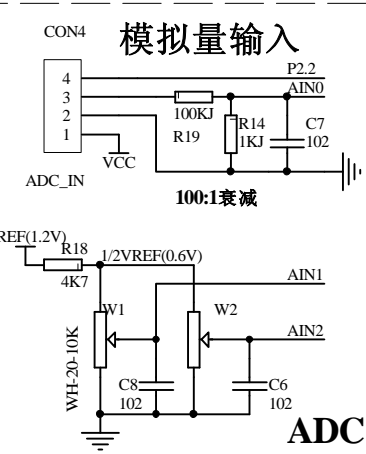 CON4
模拟量输入
4
3
2
1
P2.2
AIN0
100KJ
R19
R14
1KJ
C7
102
VCC
ADC_IN
100:1衰减
REF(1.2V)
R18
4K7
1/2VREF(0.6V)
AIN1
W1
W2
AIN2
WH-20-10K
C8
102
C6
102
ADC